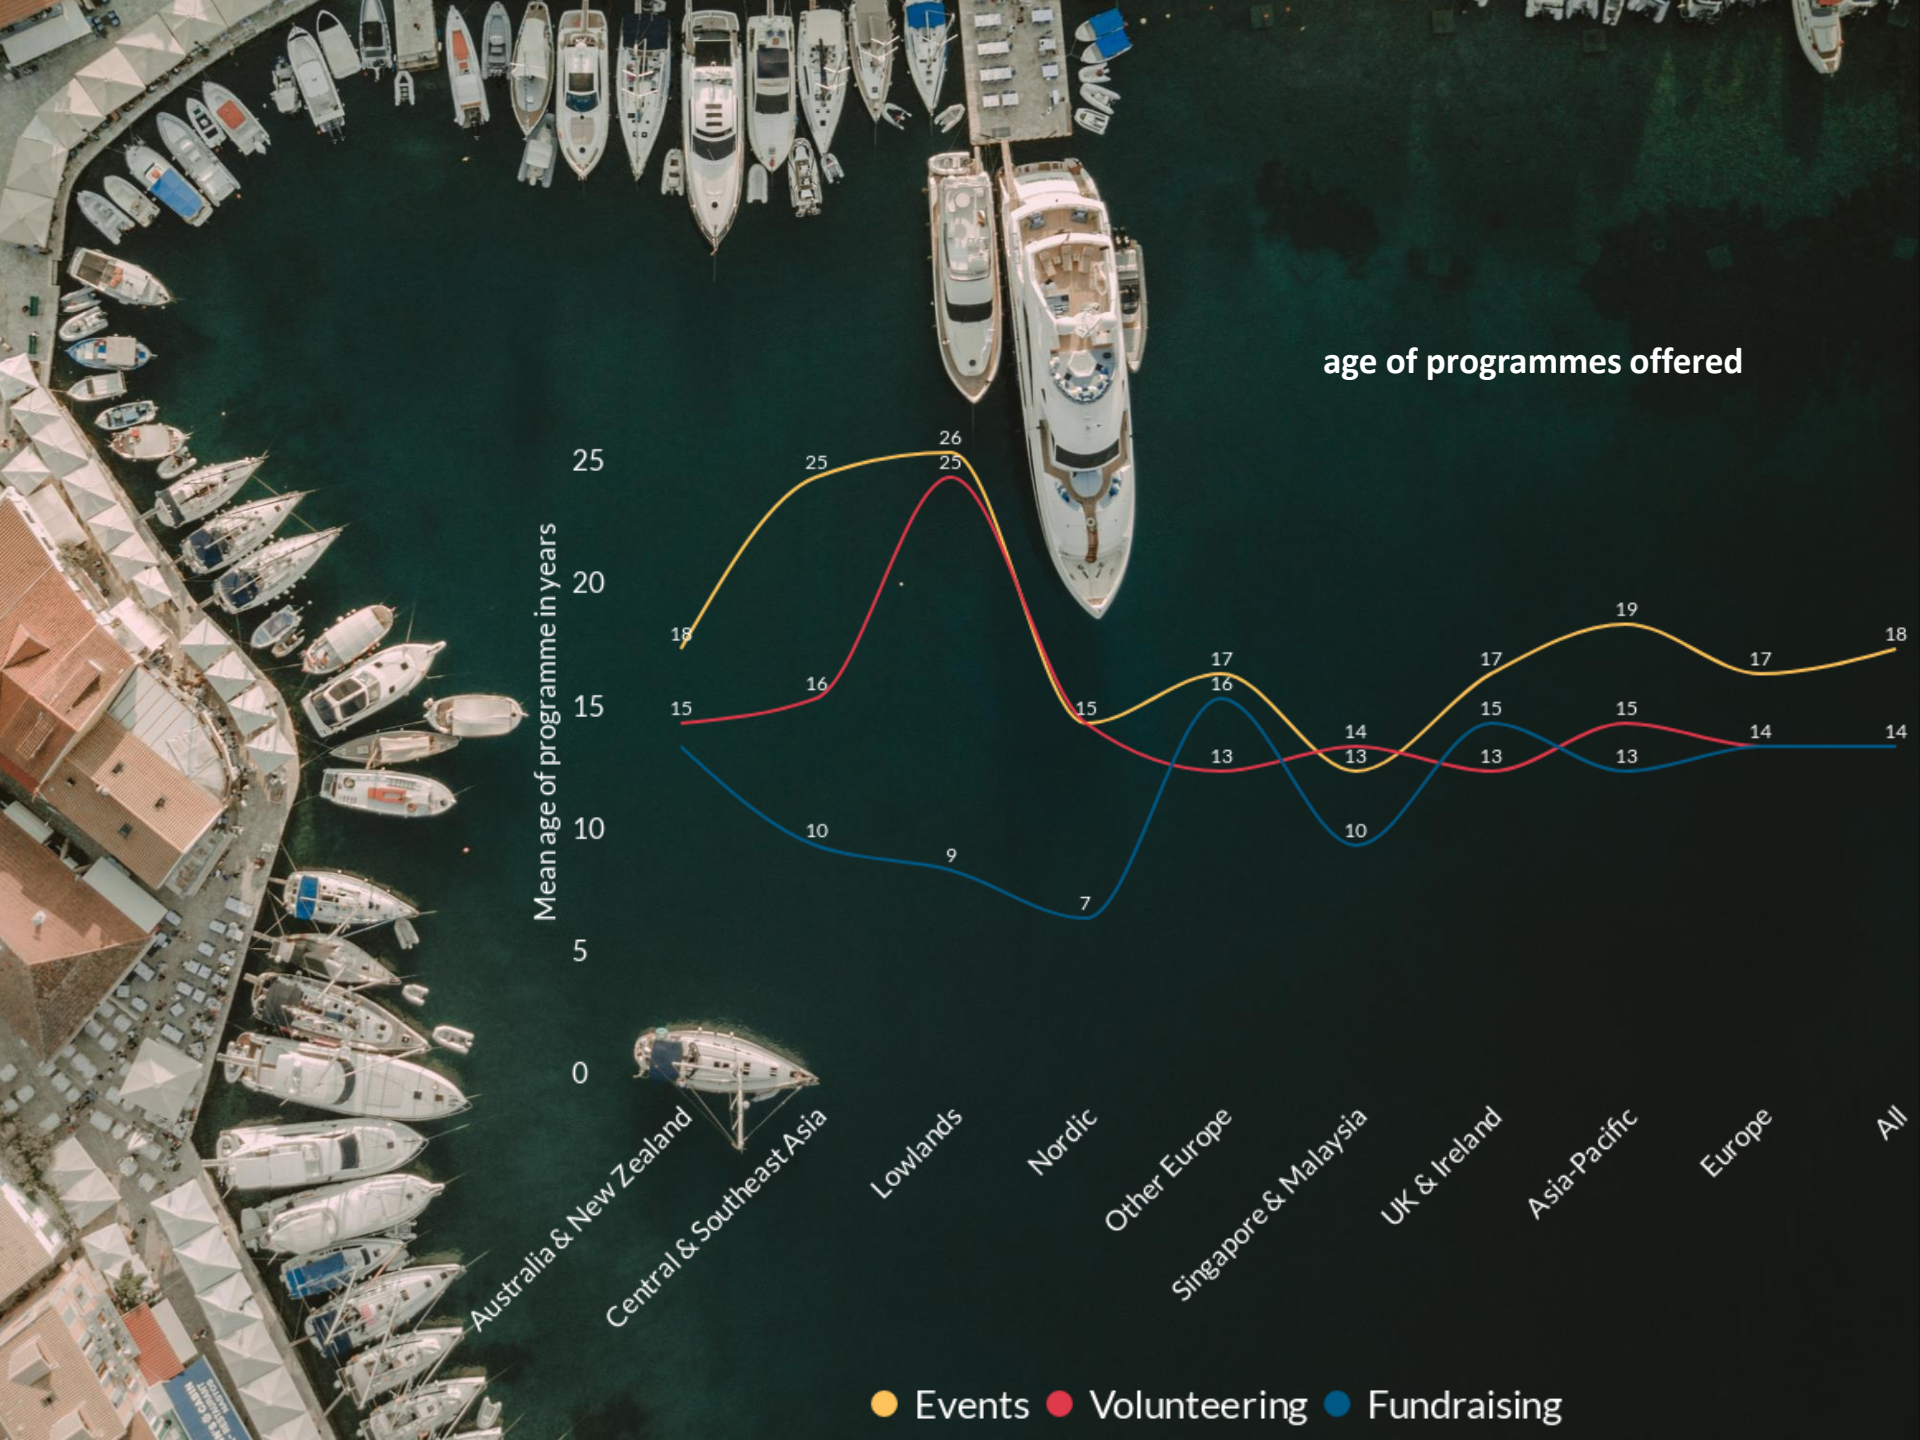 age of programmes offered
Mean age of programme in years
25
20
15
10
5
0
18
25
26
15
17
13
17
19
17
18
15
16
25
13
14
13
15
14
14
10
9
7
16
10
15
13
Australia & New Zealand
Central & Southeast Asia
Lowlands
Nordic
Other Europe
Singapore & Malaysia
UK & Ireland
Asia-Pacific
Europe
All
Events
Volunteering
Fundraising